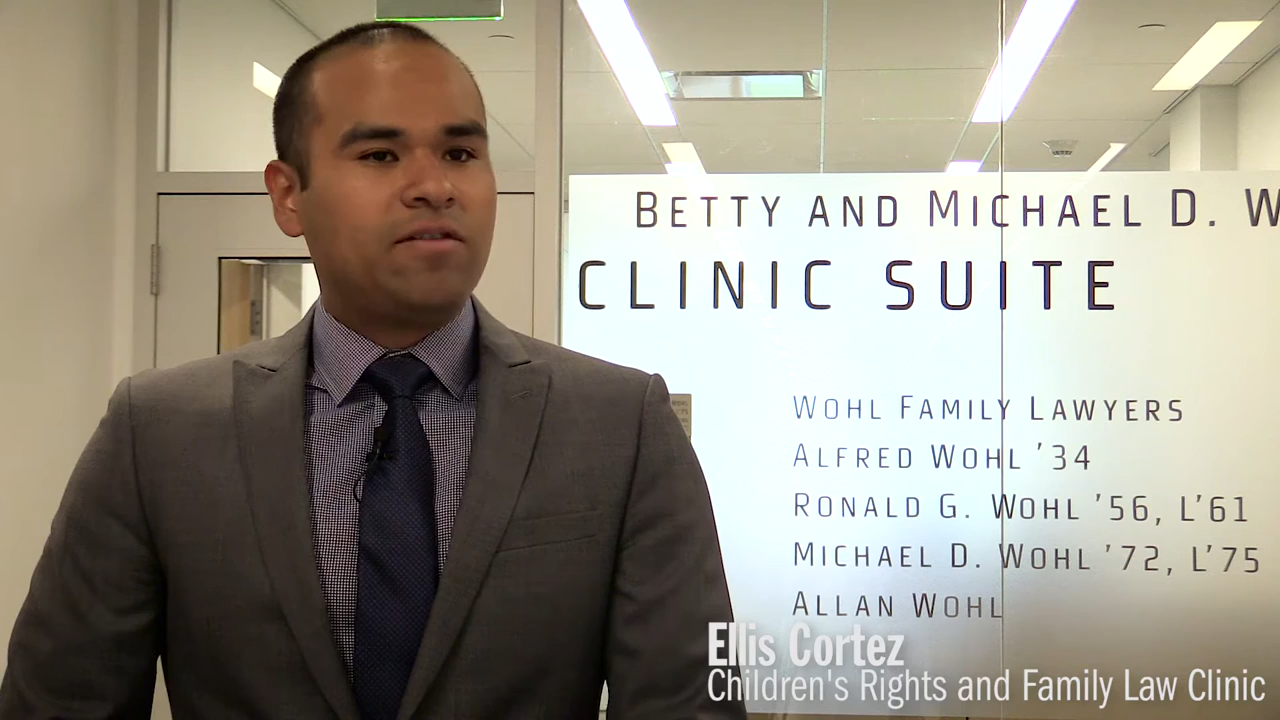 BETTY AND MICHAEL D. W
CLINIC SUITE
WOHL FAMILY LAWYERS
ALFRED WOHL '34
RONALD G. WOHL '56, L'61
MICHAEL D. WOHL '72, L'75
ALLAN WOHL
Ellis Cortez
Children's Rights and Family Law Clinic